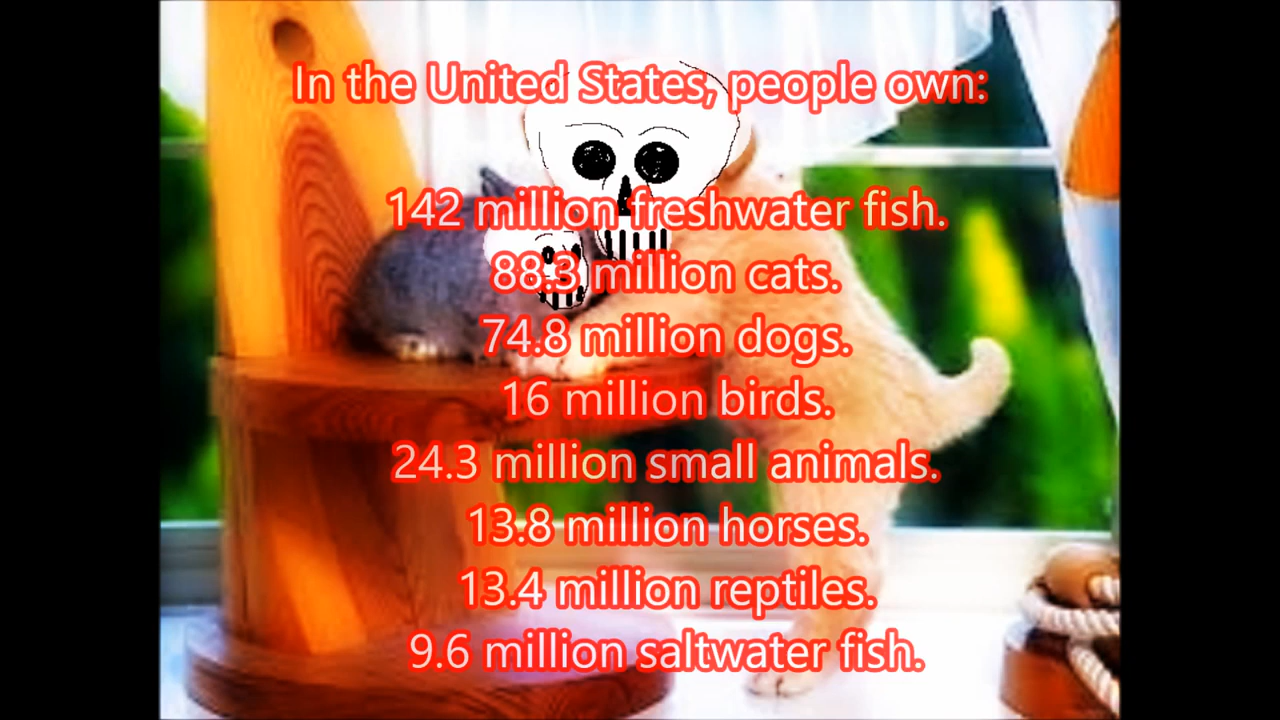 In the United States, people own:
142 million freshwater fish.
88.3 million cats.
74.8 million dogs.
16 million birds.
24.3 million small animals.
13.8 million horses.
13.4 million reptiles.
9.6 million saltwater fish.